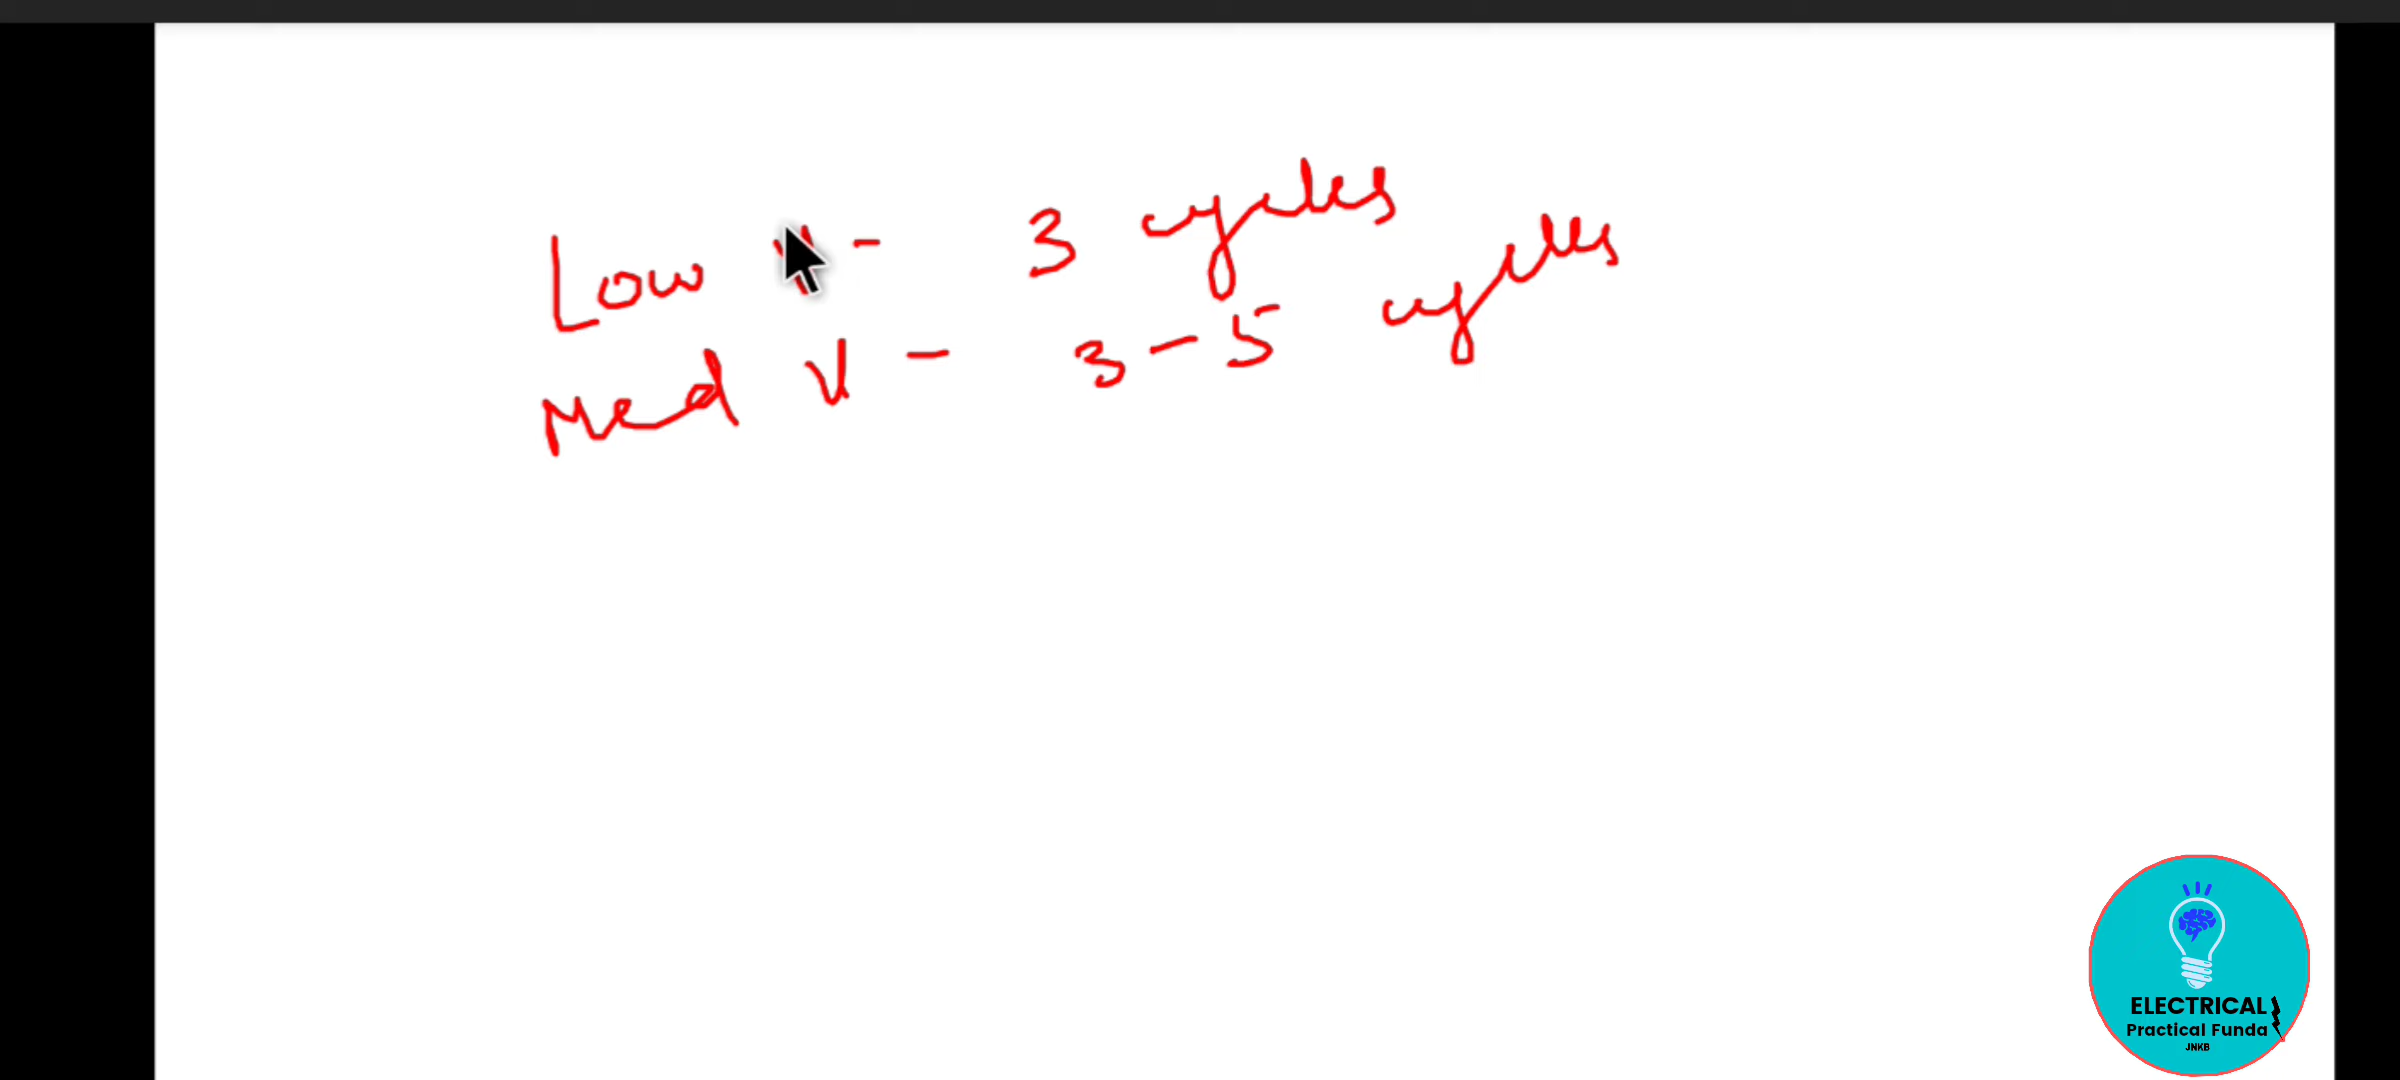 Low V - 3 cycles
Med V - 3-5 cycles
ELECTRICAL
Practical Funda
JNKB